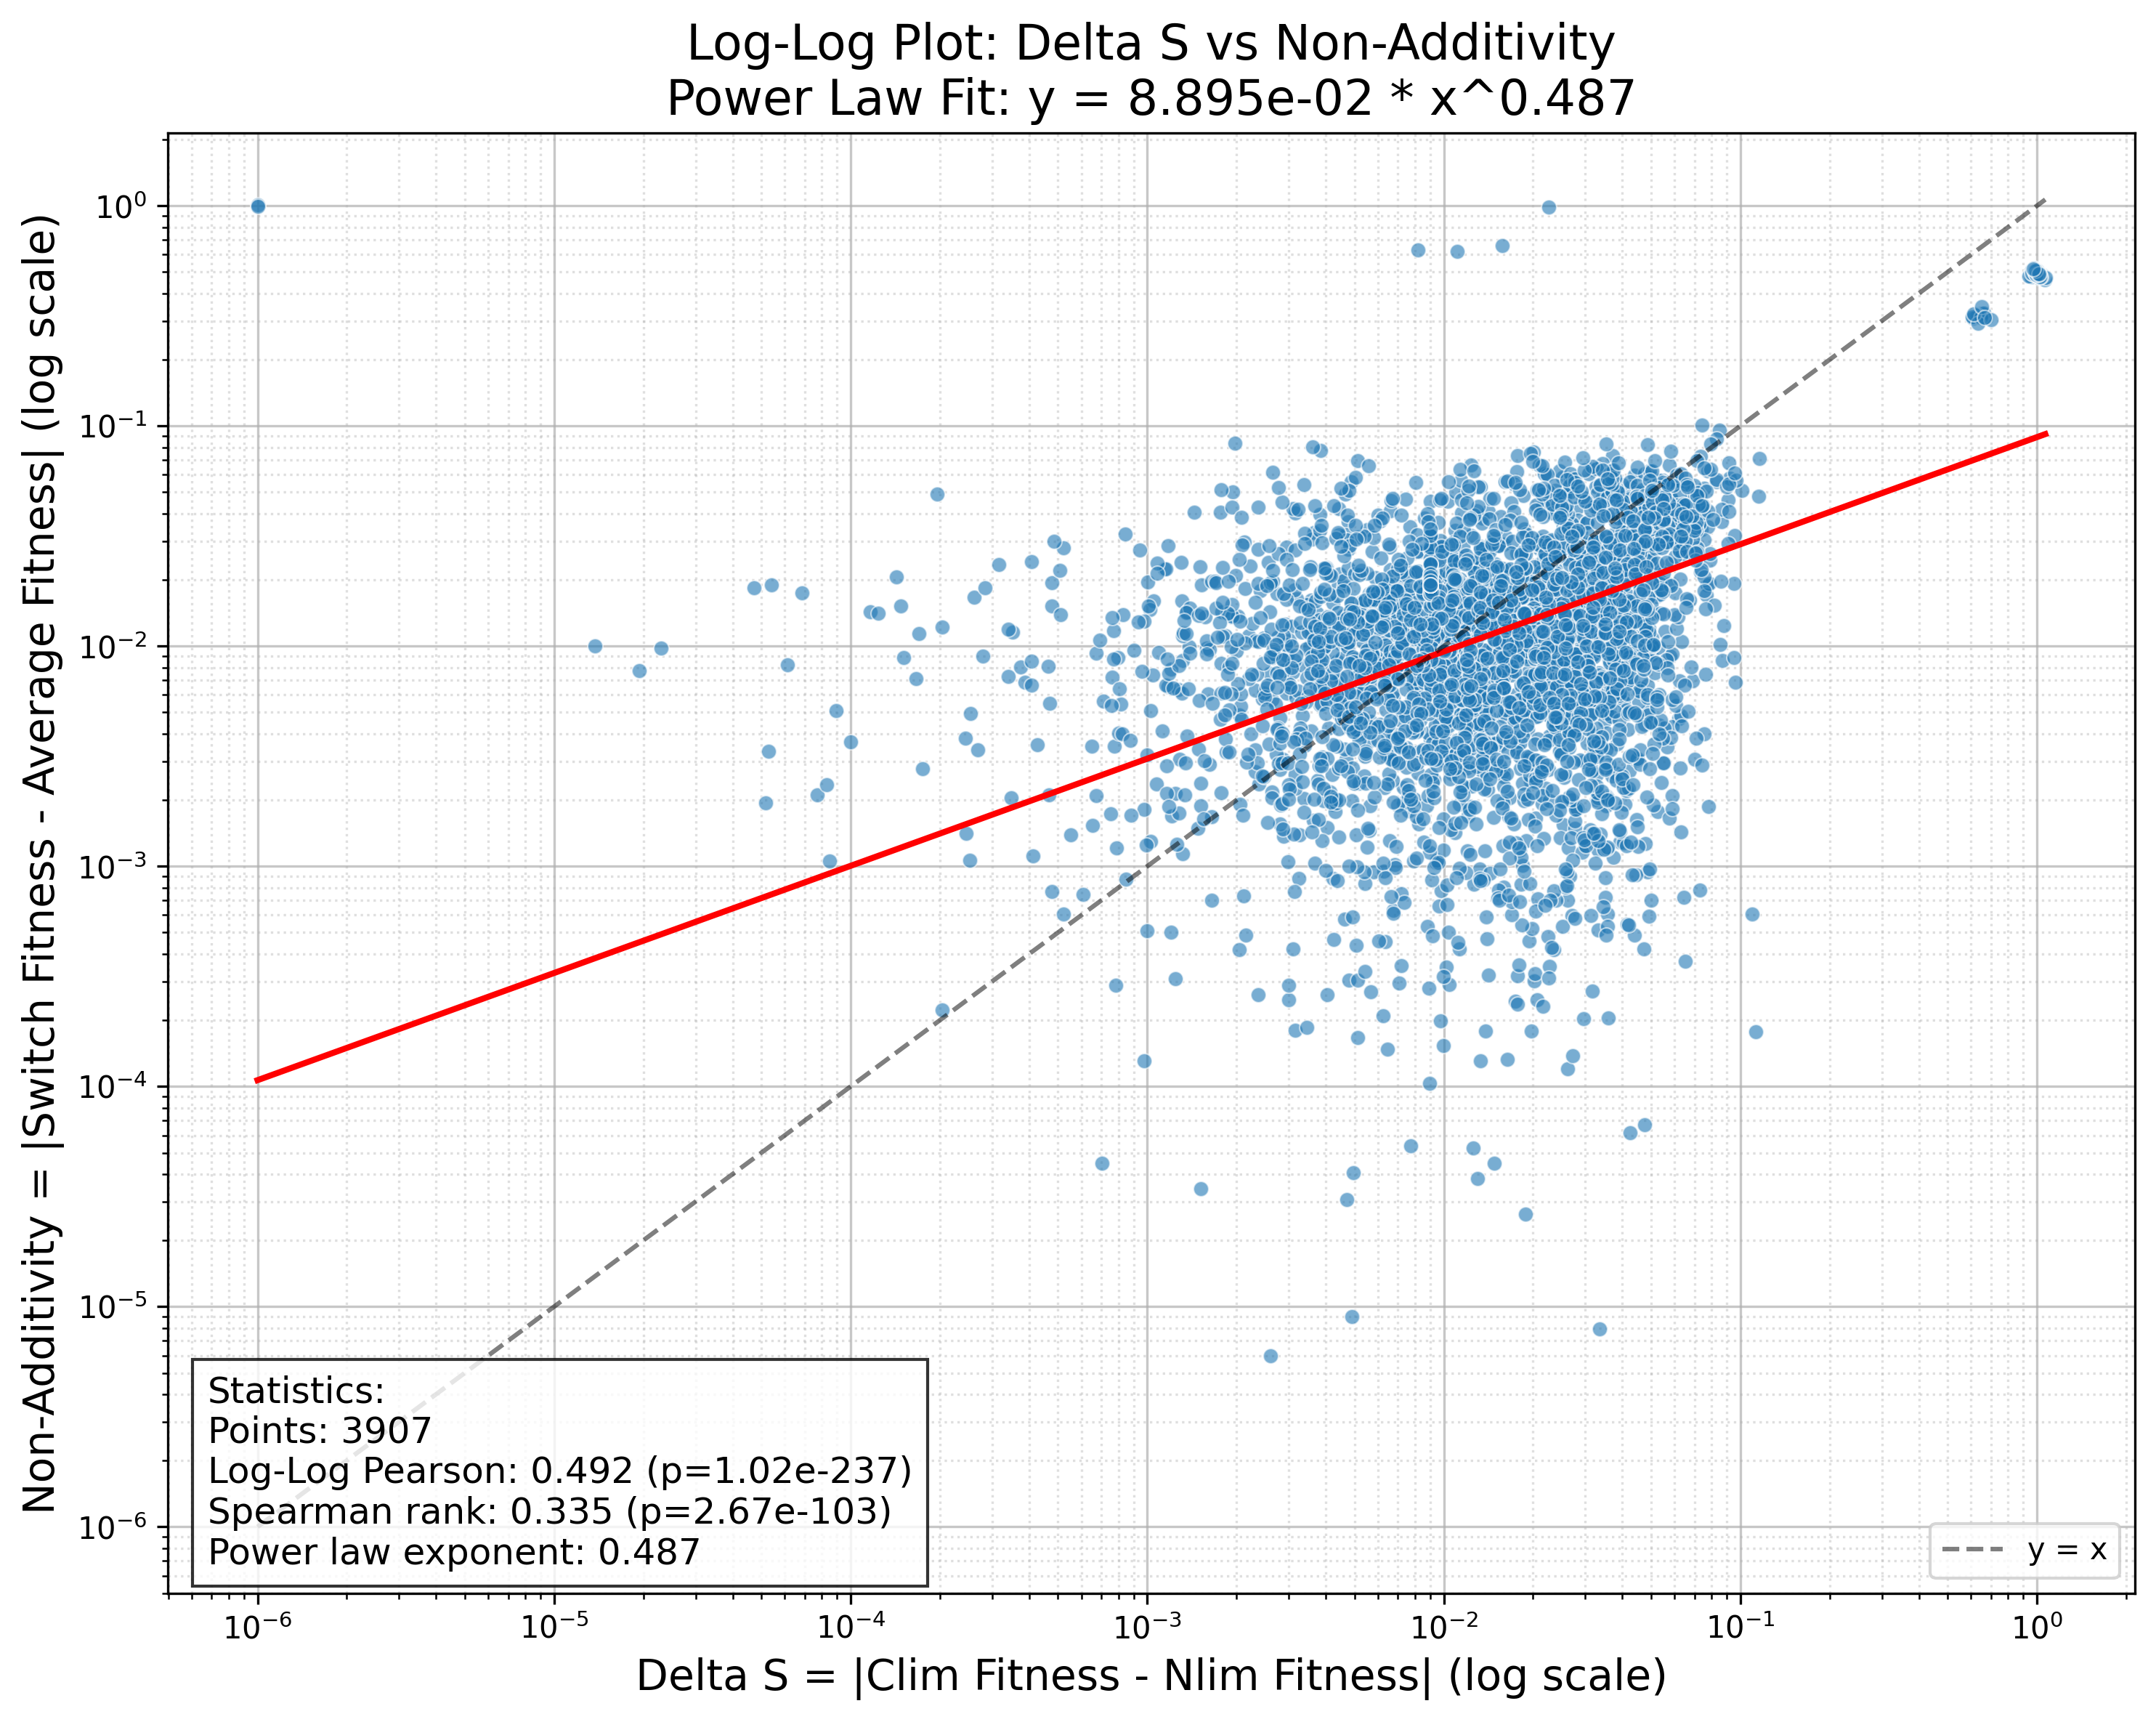 Log-Log Plot: Delta S vs Non-Additivity
Power Law Fit: y = 8.895e-02 * x^0.487
Non-Additivity = |Switch Fitness - Average Fitness| (log scale)
10⁰
10⁻¹
10⁻²
10⁻³
10⁻⁴
10⁻⁵
10⁻⁶
Statistics:
Points: 3907
Log-Log Pearson: 0.492 (p=1.02e-237)
Spearman rank: 0.335 (p=2.67e-103)
Power law exponent: 0.487
y = x
10⁻⁶ 10⁻⁵ 10⁻⁴ 10⁻³ 10⁻² 10⁻¹ 10⁰
Delta S = |Clim Fitness - Nlim Fitness| (log scale)